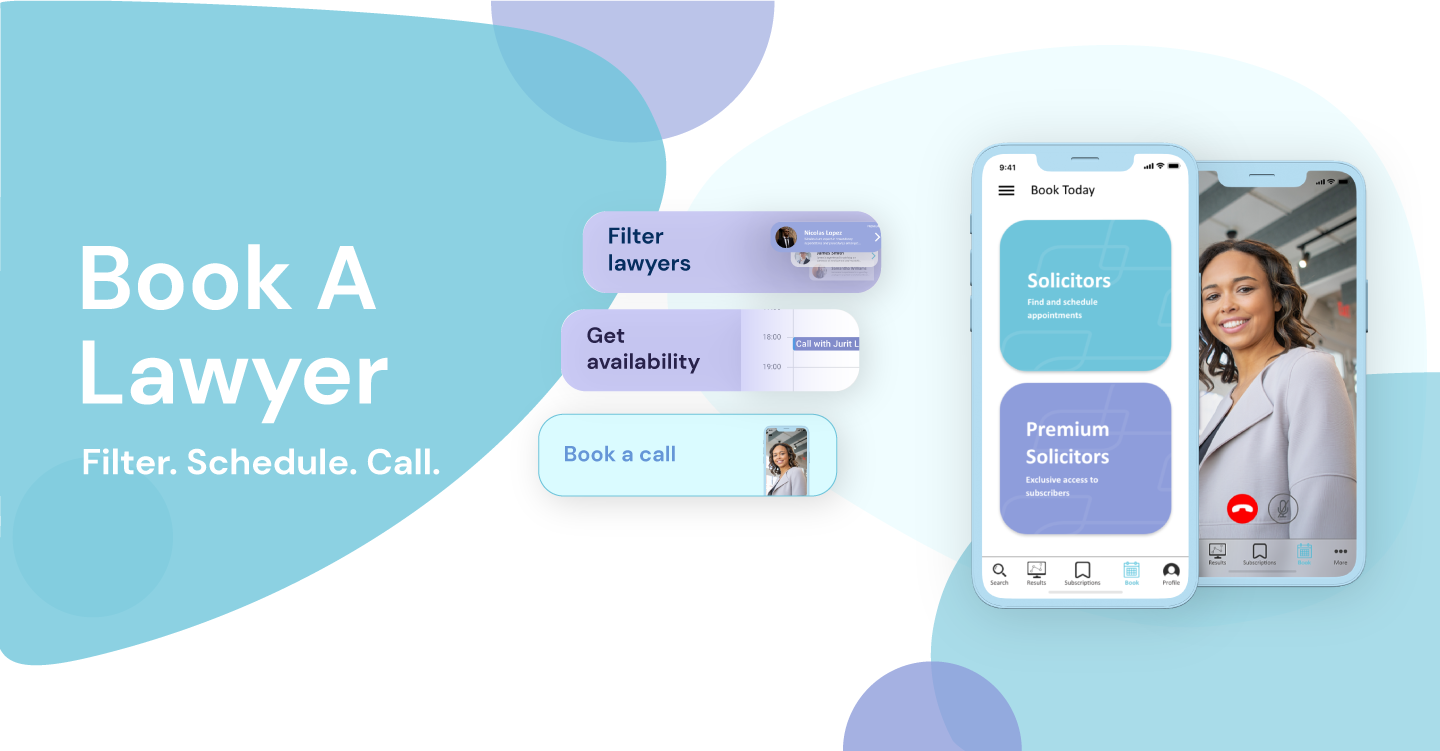 Book A
Lawyer
Filter. Schedule. Call.
Filter
lawyers
Nicolas Lopez
James Smith
Get
availability
18:00
Call with Jurit L
19:00
Book a call
9:41
Book Today
Solicitors
Find and schedule
appointments
Premium
Solicitors
Exclusive access to
subscribers
Search
Results
Subscriptions
Book
Profile
Results
Subscriptions
Book
More